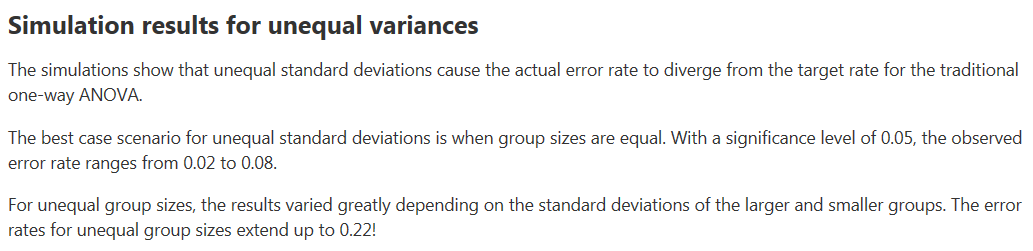 Simulation results for unequal variances
The simulations show that unequal standard deviations cause the actual error rate to diverge from the target rate for the traditional
one-way ANOVA.
The best case scenario for unequal standard deviations is when group sizes are equal. With a significance level of 0.05, the observed
error rate ranges from 0.02 to 0.08.
For unequal group sizes, the results varied greatly depending on the standard deviations of the larger and smaller groups. The error
rates for unequal group sizes extend up to 0.22!